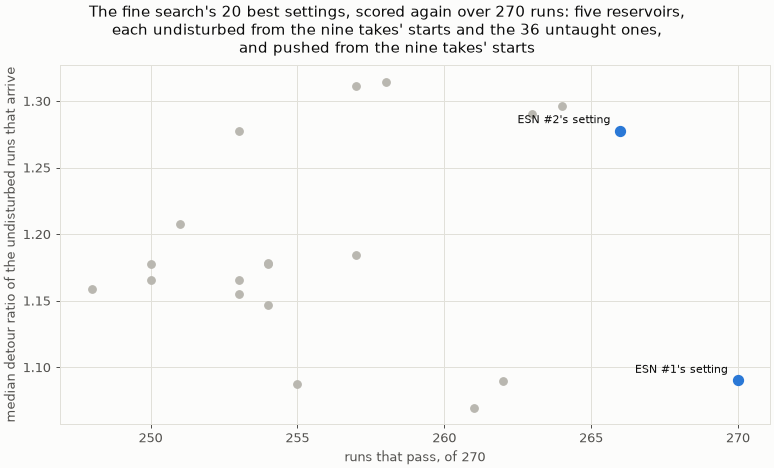 The fine search's 20 best settings, scored again over 270 runs: five reservoirs,
each undisturbed from the nine takes' starts and the 36 untaught ones,
and pushed from the nine takes' starts
median detour ratio of the undisturbed runs that arrive
1.30
1.25
1.20
1.15
1.10
ESN #2's setting
ESN #1's setting
250
255
260
265
270
runs that pass, of 270